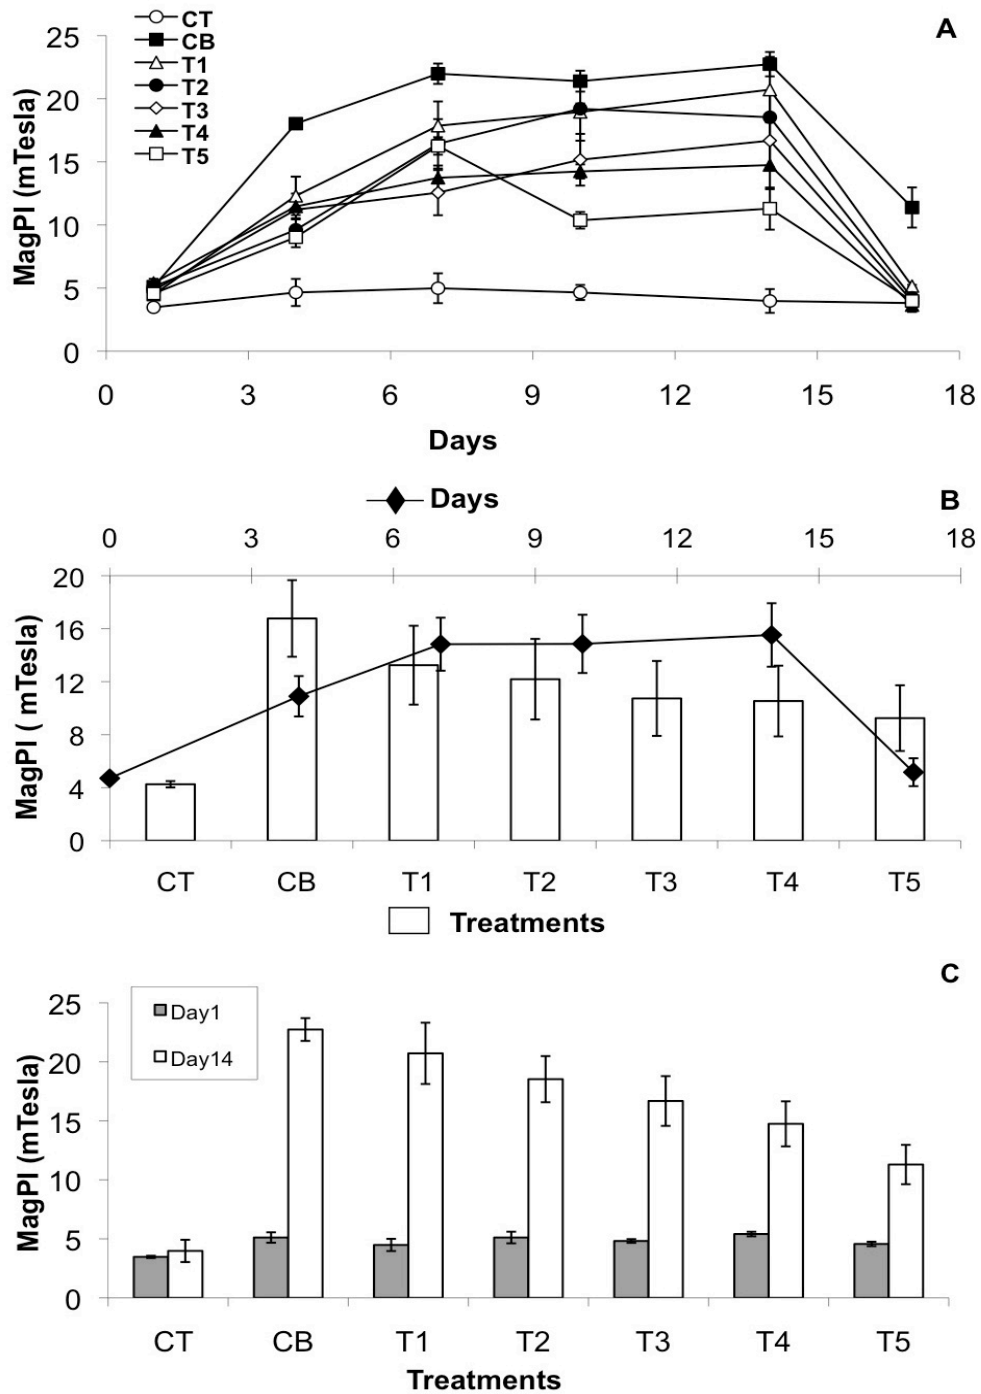 CT
CB
T1
T2
T3
T4
T5
A
25
20
15
10
5
0
MagPI (mTesla)
0 3 6 9 12 15 18
Days
Days
B
0 3 6 9 12 15 18
20
16
12
8
4
0
MagPI ( mTesla)
CT CB T1 T2 T3 T4 T5
Treatments
C
25
20
15
10
5
0
MagPI (mTesla)
Day1
Day14
CT CB T1 T2 T3 T4 T5
Treatments